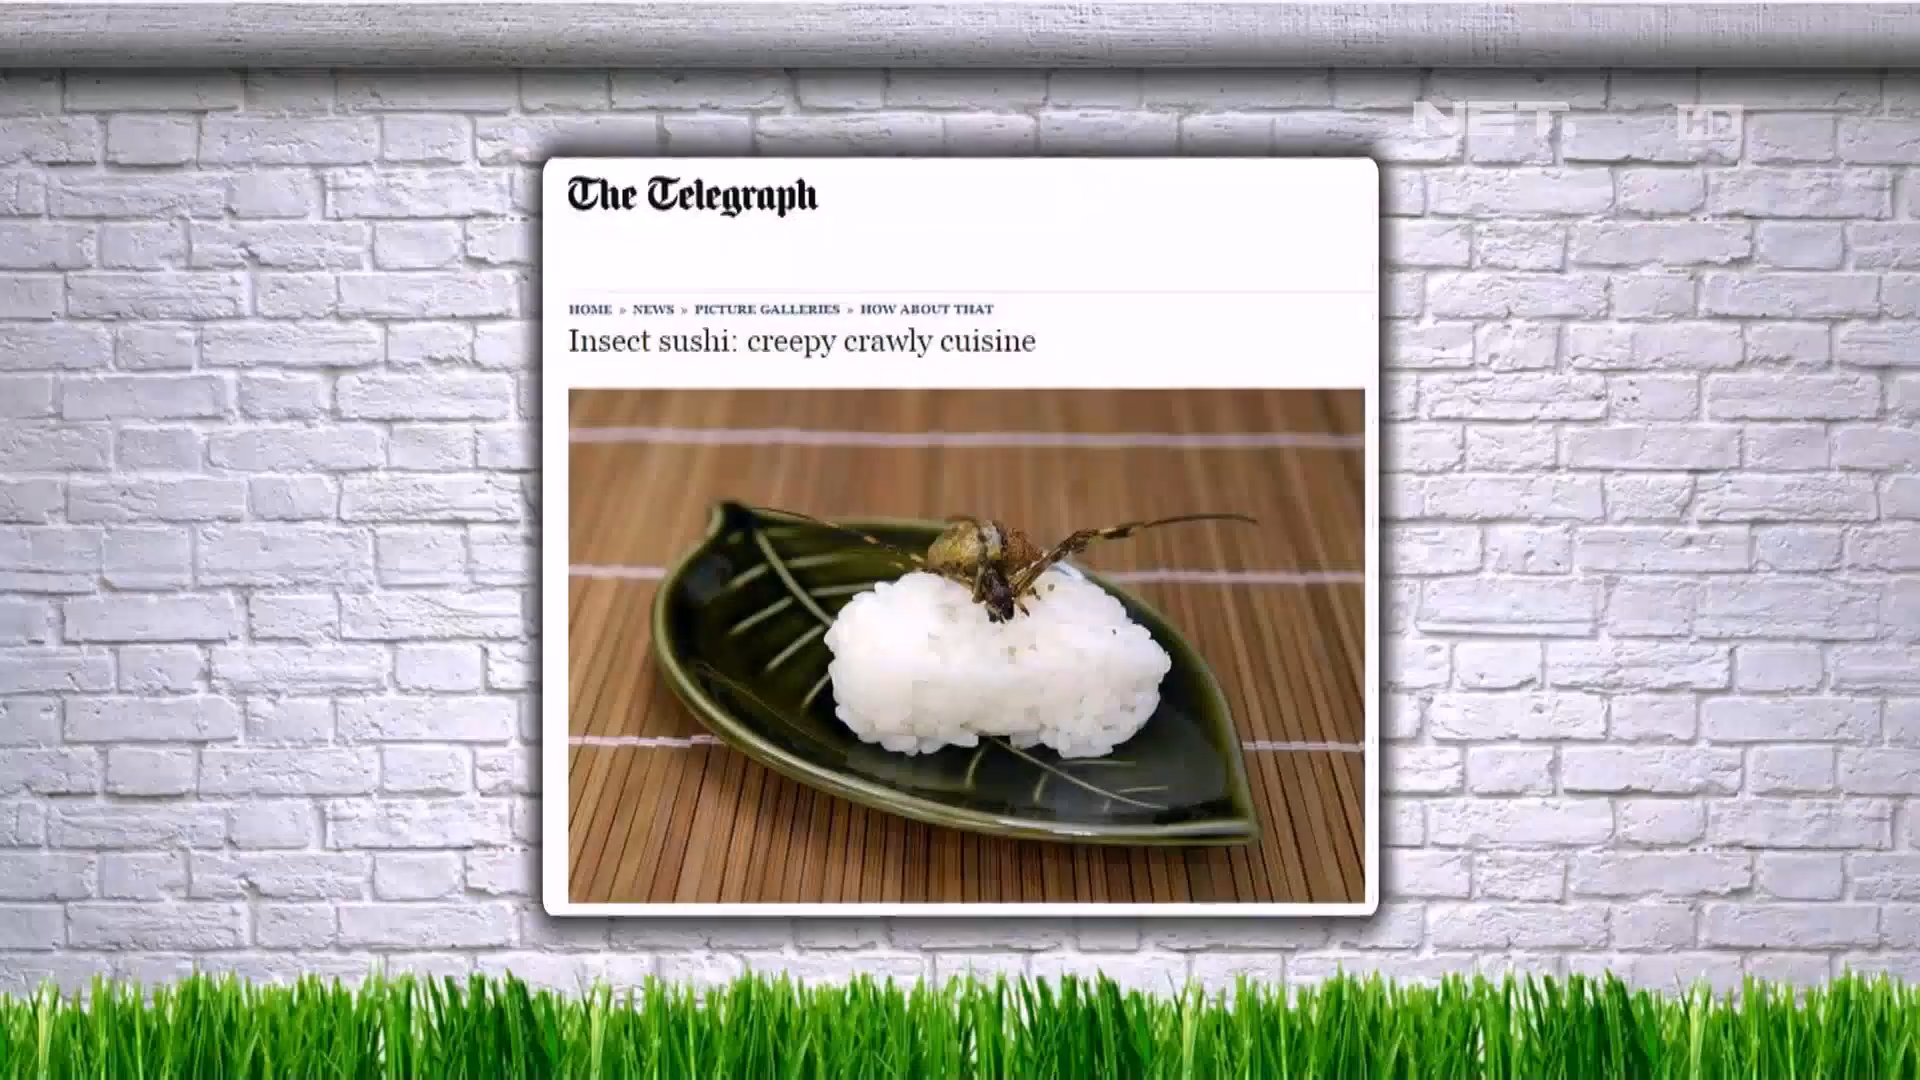 NET. HD
The Telegraph
HOME » NEWS » PICTURE GALLERIES » HOW ABOUT THAT
Insect sushi: creepy crawly cuisine